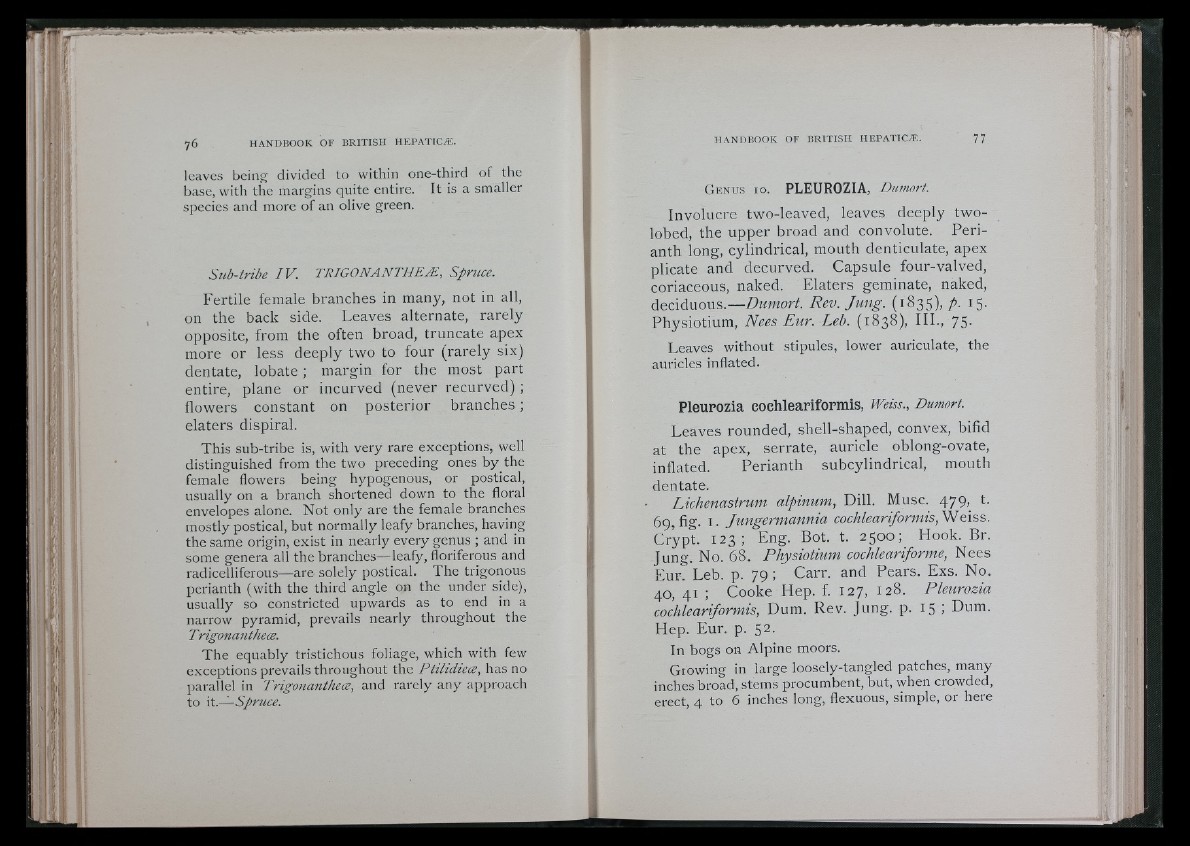 76 HANDBOOK OF BRITISH HEPATICÆ.
leaves being divided to within one-third of the
base, with the margins quite entire. It is a smaller
species and more of an olive green.
Sub-tribe IV. TRIGONANTHEÆ, Spruce.
Fertile female branches in many, not in all,
on the back side. Leaves alternate, rarely
opposite, from the often broad, truncate apex
more or less deeply two to four (rarely six)
dentate, lobate ; margin for the most part
entire, plane or incurved (never recurved) ;
flowers constant on posterior branches ;
elaters dispiral.
This sub-tribe is, with very rare exceptions, well
distinguished from the two preceding ones by the
female flowers being hypogenous, or postical,
usually on a branch shortened down to the floral
envelopes alone. Not only are the female branches
mostly postical, but normally leafy branches, having
the same origin, exist in nearly every genus ; and in
some genera all the branches—leafy, floriferous and
radicelliferous—are solely postical. The trigonous
perianth (with the third angle on the under side),
usually so constricted upwards as to end in a
narrow pyramid, prevails nearly throughout the
Trigonantheæ.
The equably tristichous foliage, which with few
exceptions prevails throughout the Ptilidieæ, has no
parallel in Trigonantheæ, and rarely any approach
to it.—Spruce.
HANDBOOK OF BRITISH HEPATICÆ. 77
GENUS 10. PLEUROZIA, Dumort.
Involucre two-leaved, leaves deeply two-
lobed, the upper broad and convolute. Peri-
anth long, cylindrical, mouth denticulate, apex
plicate and decurved. Capsule four-valved,
coriaceous, naked. Elaters geminate, naked,
deciduous.—Dumort. Rev. Jung. (1835), p. 15.
Physiotium, Nees Eur. Leb. (1838), III., 75.
Leaves without stipules, lower auriculate, the
auricles inflated.
Pleurozia cochleariformis, Weiss., Dumort.
Leaves rounded, shell-shaped, convex, bifid
at the apex, serrate, auricle oblong-ovate,
inflated. Perianth subcylindrical, mouth
dentate.
Lichenastrum alpinum, Dill. Musc. 479, t.
69, fig. 1. Jungermannia cochleariformis, Weiss.
Crypt. 123 ; Eng. Bot. t. 2500 ; Hook. Br.
Jung. No. 68. Physiotium cochleariforme, Nees
Eur. Leb. p. 79 ; Carr. and Pears. Exs. No.
40, 41 ; Cooke Hep. f. 127, 128. Pleurozia
cochleariformis, Dum. Rev. Jung. p. 15 ; Dum.
Hep. Eur. p. 52.
In bogs on Alpine moors.
Growing in large loosely-tangled patches, many
inches broad, stems procumbent, but, when crowded,
erect, 4 to 6 inches long, flexuous, simple, or here